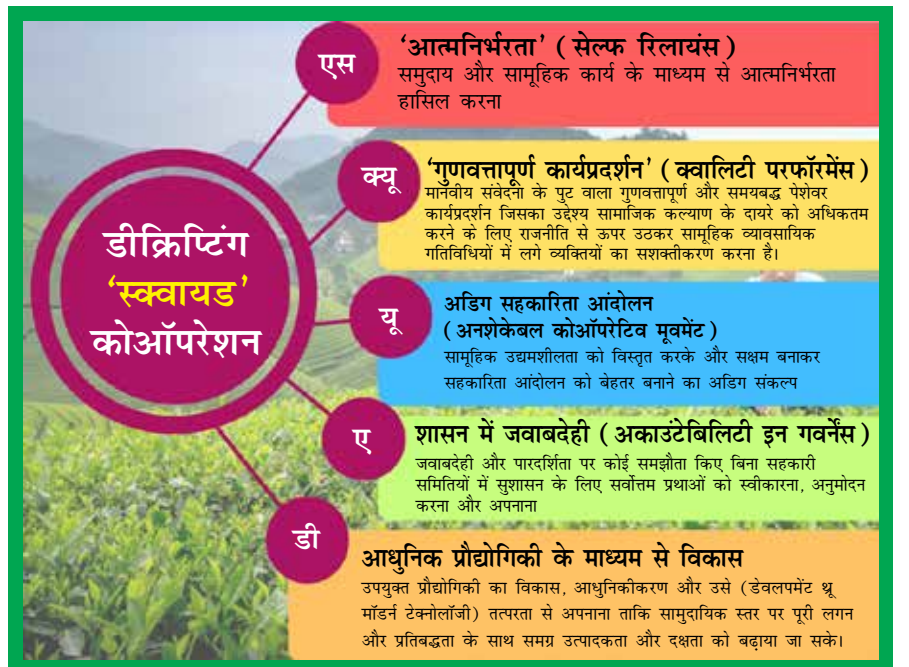 डीक्रिप्टिंग
‘स्क्वायड’
कोऑपरेशन
एस
‘आत्मनिर्भरता’ ( सेल्फ रिलायंस )
समुदाय और सामूहिक कार्य के माध्यम से आत्मनिर्भरता
हासिल करना
क्यू
‘गुणवत्तापूर्ण कार्यप्रदर्शन’ ( क्वालिटी परफॉरमेंस )
मानवीय संवेदना के पुट वाला गुणवत्तापूर्ण और समयबद्ध पेशेवर
कार्यप्रदर्शन जिसका उद्देश्य सामाजिक कल्याण के दायरे को अधिकतम
करने के लिए राजनीति से ऊपर उठकर सामूहिक व्यावसायिक
गतिविधियों में लगे व्यक्तियों का सशक्तीकरण करना है।
यू
अडिग सहकारिता आंदोलन
( अनशेकेबल कोऑपरेटिव मूवमेंट )
सामूहिक उद्यमशीलता को विस्तृत करके और सक्षम बनाकर
सहकारिता आंदोलन को बेहतर बनाने का अडिग संकल्प
ए
शासन में जवाबदेही ( अकाउंटेबिलिटी इन गवर्नेंस )
जवाबदेही और पारदर्शिता पर कोई समझौता किए बिना सहकारी
समितियों में सुशासन के लिए सर्वोत्तम प्रथाओं को स्वीकारना, अनुमोदन
करना और अपनाना
डी
आधुनिक प्रौद्योगिकी के माध्यम से विकास
उपयुक्त प्रौद्योगिकी का विकास, आधुनिकीकरण और उसे (डेवलपमेंट थ्रू
मॉडर्न टेक्नोलॉजी) तत्परता से अपनाना ताकि सामुदायिक स्तर पर पूरी लगन
और प्रतिबद्धता के साथ समग्र उत्पादकता और दक्षता को बढ़ाया जा सके।